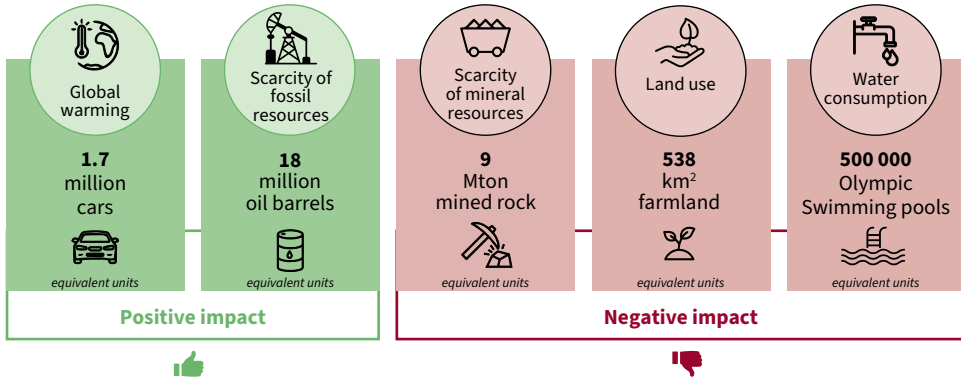 Global
warming
1.7
million
cars
equivalent units
Scarcity of
fossil
resources
18
million
oil barrels
equivalent units
Positive impact
Scarcity
of mineral
resources
9
Mton
mined rock
equivalent units
Land use
538
km²
farmland
equivalent units
Water
consumption
500 000
Olympic
Swimming pools
equivalent units
Negative impact